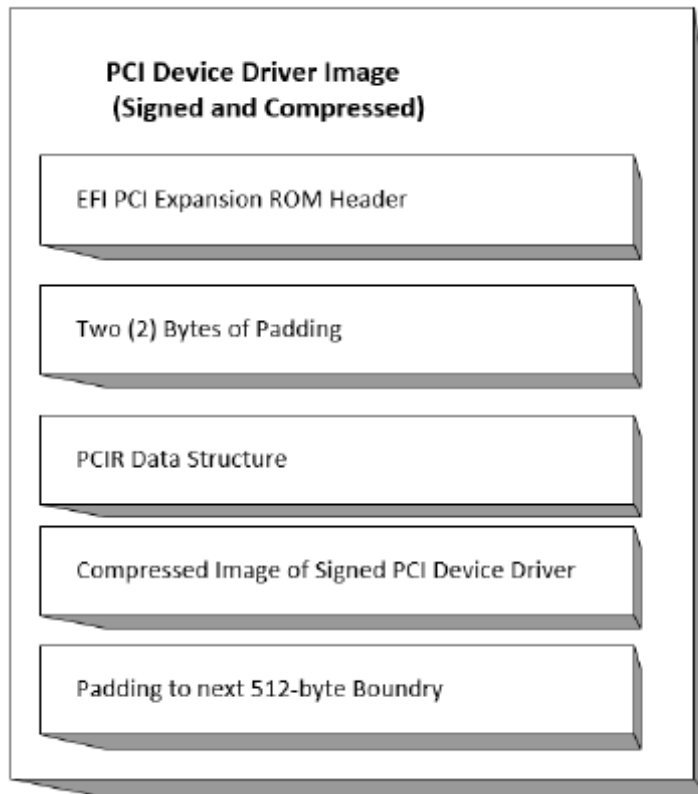 PCI Device Driver Image
(Signed and Compressed)
EFI PCI Expansion ROM Header
Two (2) Bytes of Padding
PCIR Data Structure
Compressed Image of Signed PCI Device Driver
Padding to next 512-byte Boundry